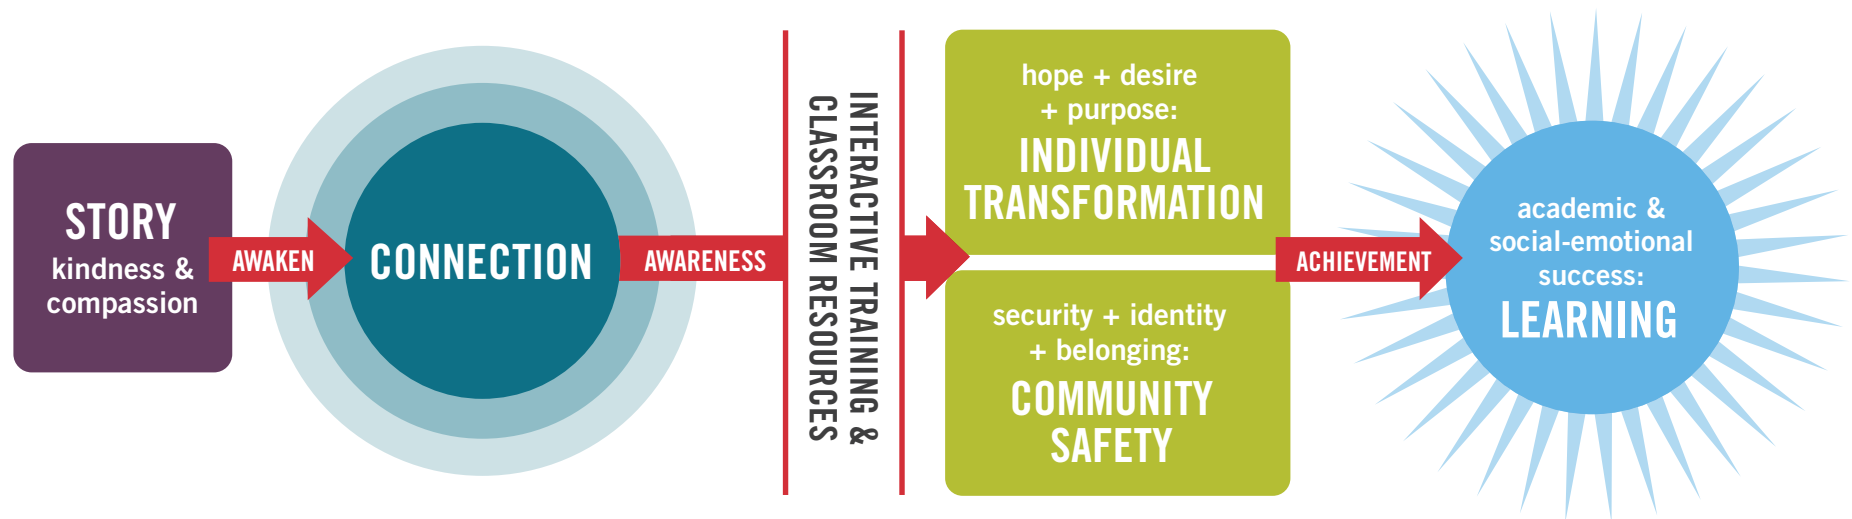 STORY
kindness &
compassion
AWAKEN
CONNECTION
AWARENESS
INTERACTIVE TRAINING &
CLASSROOM RESOURCES
hope + desire
+ purpose:
INDIVIDUAL
TRANSFORMATION
security + identity
+ belonging:
COMMUNITY
SAFETY
ACHIEVEMENT
academic &
social-emotional
success:
LEARNING